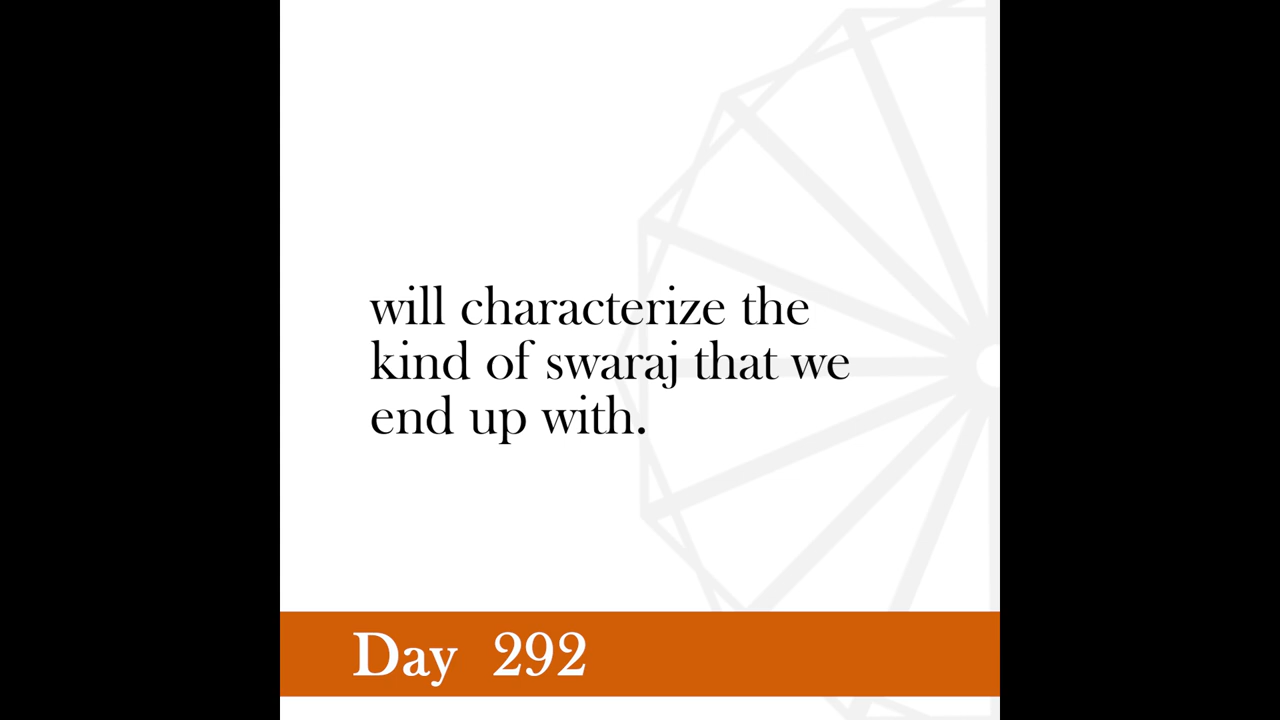 will characterize the
kind of swaraj that we
end up with.
Day 292